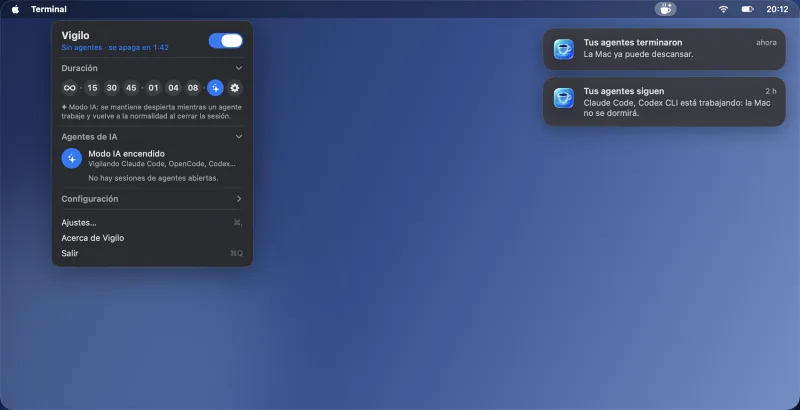 Terminal
20:12
Vigilo
Sin agentes · se apaga en 1:42
Duración
∞ · 15 30 45 · 01 04 08 ·
✦ Modo IA: se mantiene despierta mientras un agente
trabaje y vuelve a la normalidad al cerrar la sesión.
Agentes de IA
Modo IA encendido
Vigilando Claude Code, OpenCode, Codex...
No hay sesiones de agentes abiertas.
Configuración
Ajustes... ⌘,
Acerca de Vigilo
Salir ⌘Q
Tus agentes terminaron ahora
La Mac ya puede descansar.
Tus agentes siguen 2 h
Claude Code, Codex CLI está trabajando: la Mac
no se dormirá.